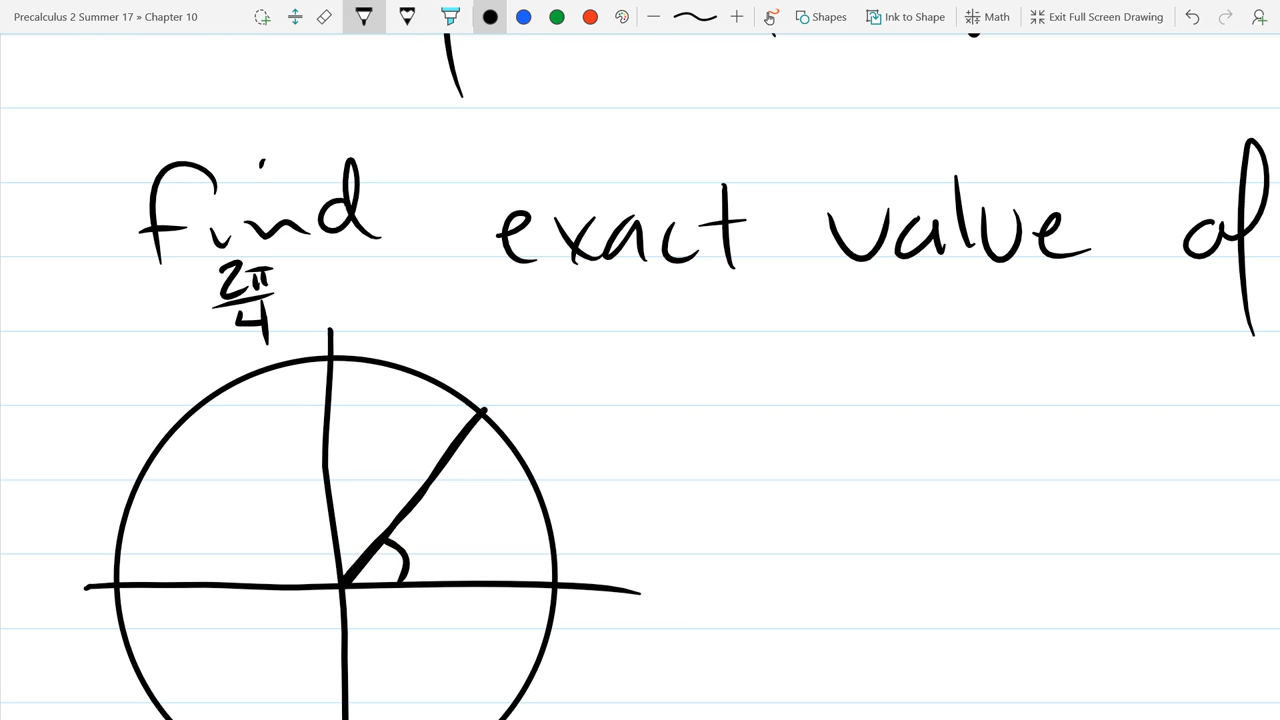 Precalculus 2 Summer 17 » Chapter 10
Shapes
Ink to Shape
Math
Exit Full Screen Drawing
find exact value of
2π
4